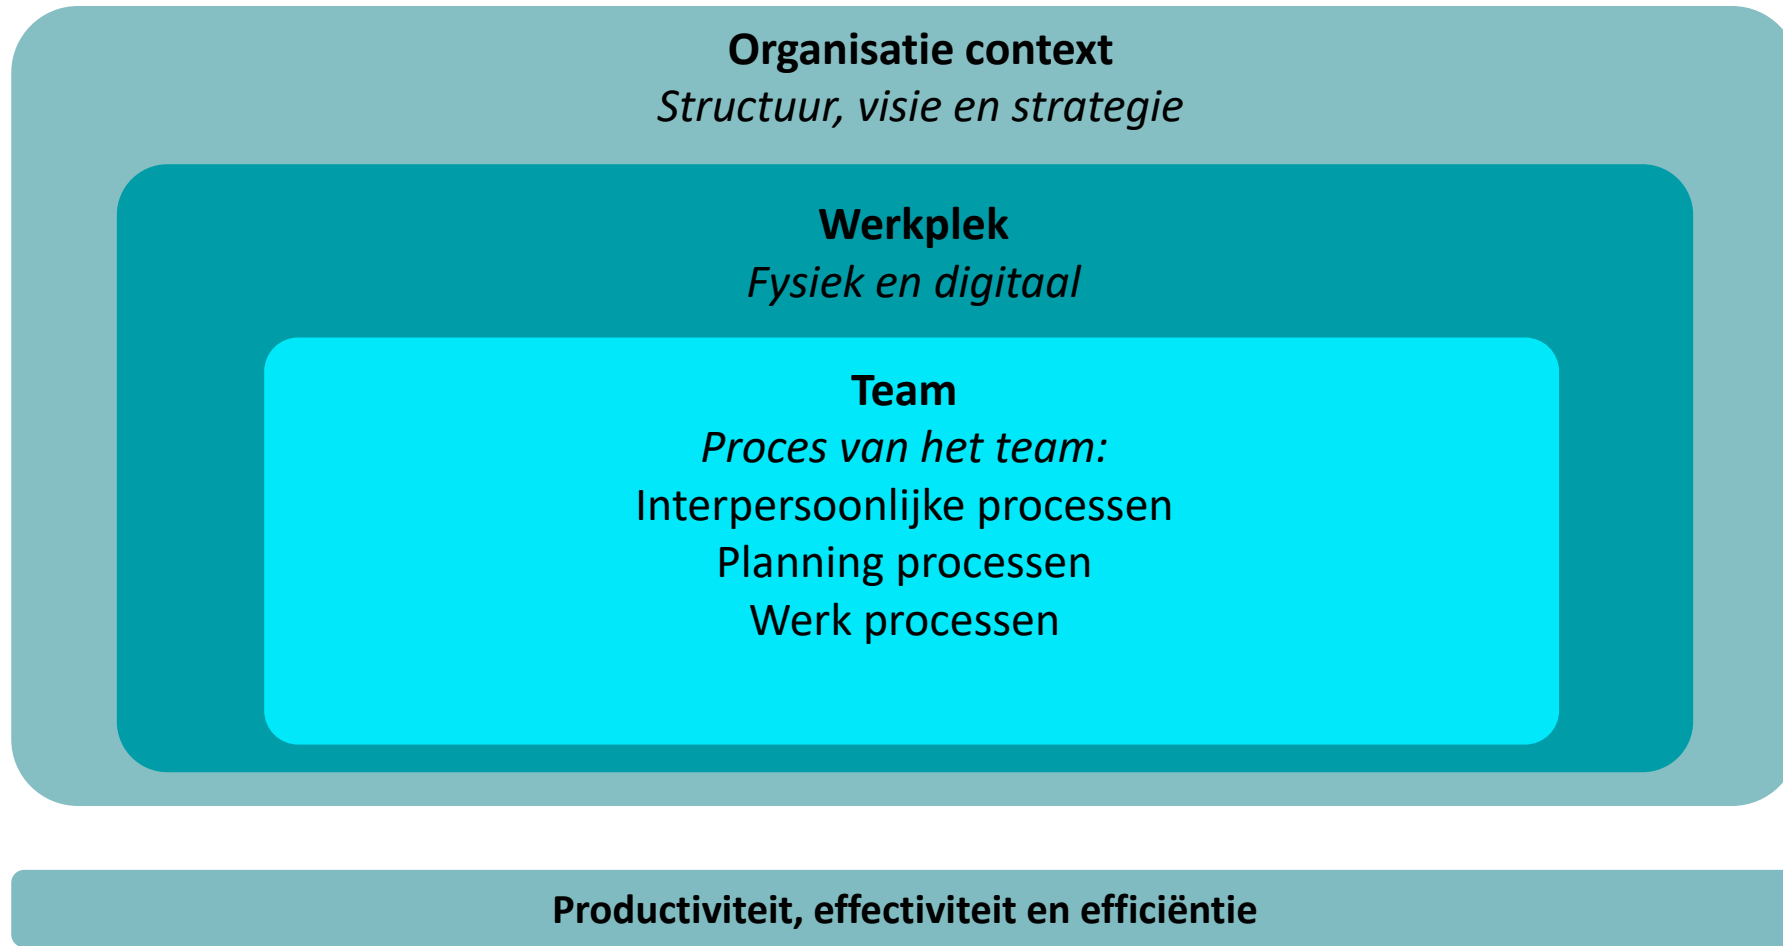 Organisatie context
Structuur, visie en strategie
Werkplek
Fysiek en digitaal
Team
Proces van het team:
Interpersoonlijke processen
Planning processen
Werk processen
Productiviteit, effectiviteit en efficiëntie